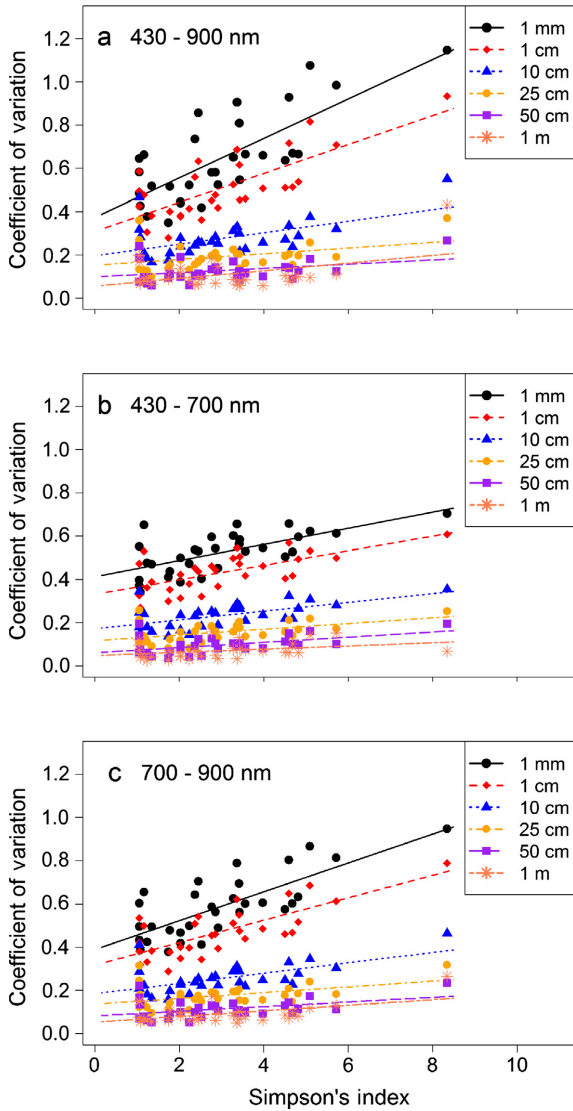 a 430 - 900 nm
Coefficient of variation
1.2
1.0
0.8
0.6
0.4
0.2
0.0
1 mm
1 cm
10 cm
25 cm
50 cm
1 m
b 430 - 700 nm
Coefficient of variation
1.2
1.0
0.8
0.6
0.4
0.2
0.0
1 mm
1 cm
10 cm
25 cm
50 cm
1 m
c 700 - 900 nm
Coefficient of variation
1.2
1.0
0.8
0.6
0.4
0.2
0.0
1 mm
1 cm
10 cm
25 cm
50 cm
1 m
0 2 4 6 8 10
Simpson's index